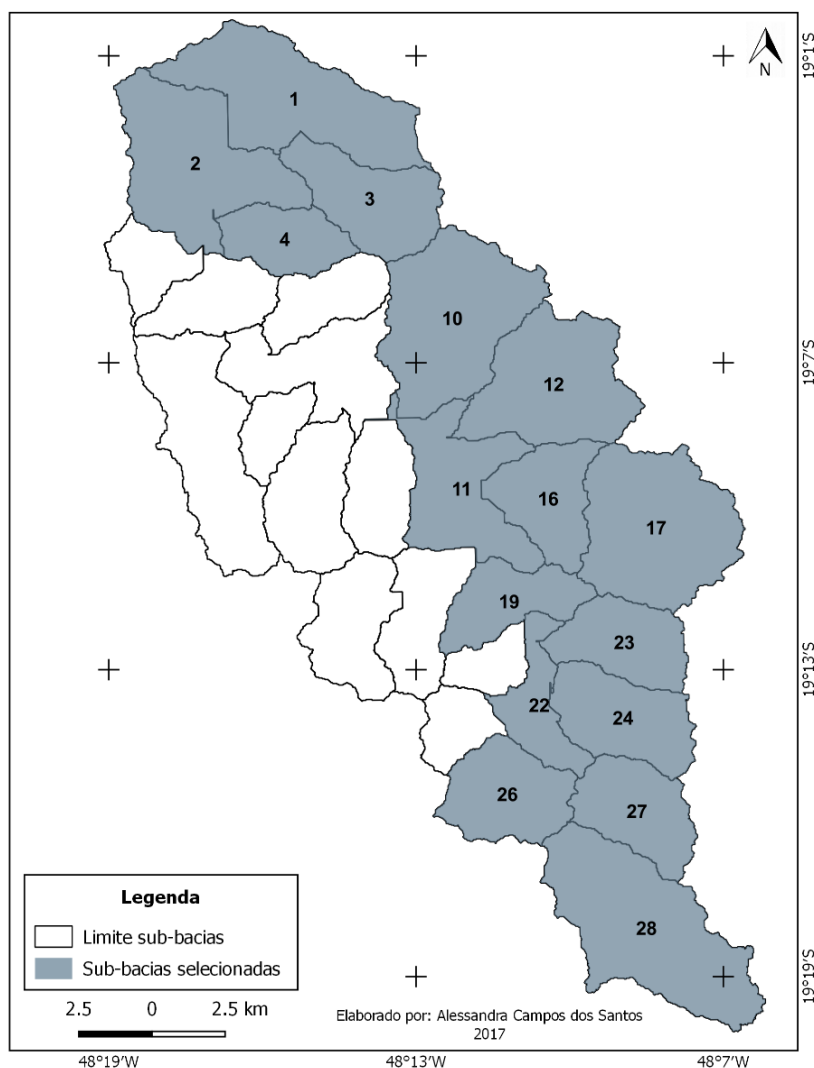 19°1'S
N
1
2
3
4
10
19°7'S
12
11
16
17
19
23
19°13'S
22
24
26
27
28
Legenda
Limite sub-bacias
Sub-bacias selecionadas
19°19'S
2.5 0 2.5 km
Elaborado por: Alessandra Campos dos Santos
2017
48°19'W 48°13'W 48°7'W